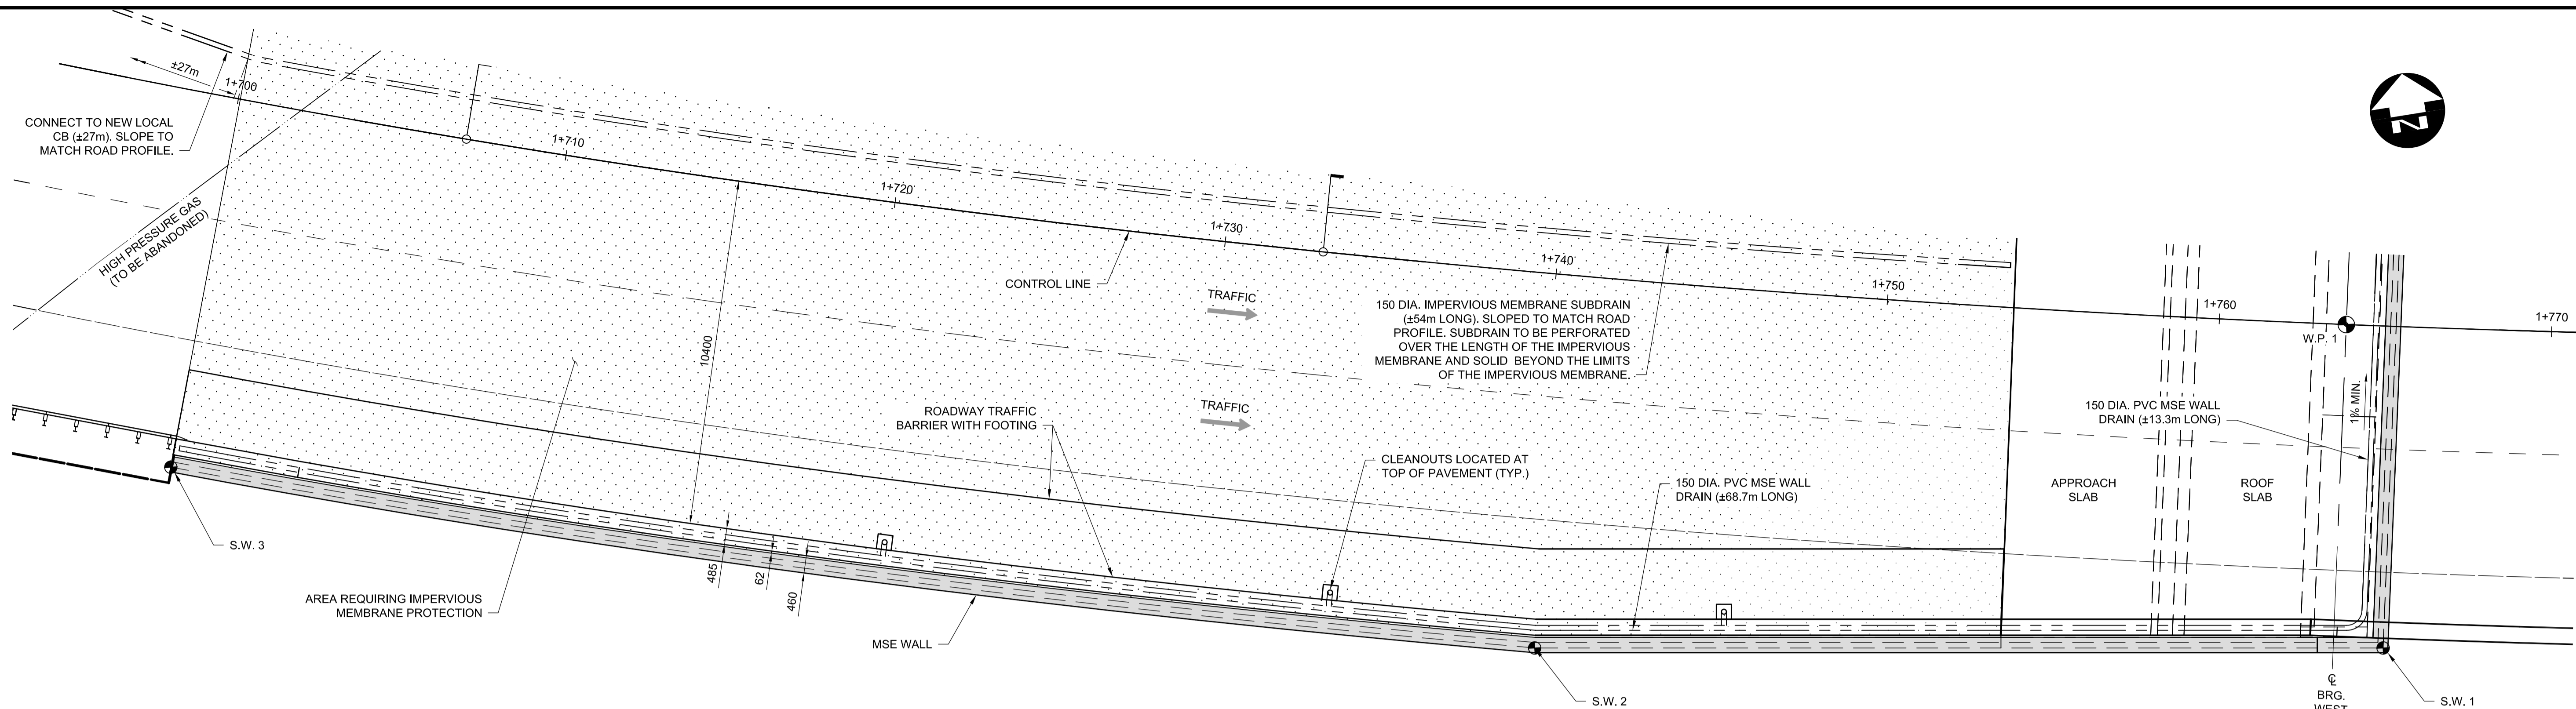 ±27m
1+700
CONNECT TO NEW LOCAL
CB (±27m). SLOPE TO
MATCH ROAD PROFILE.
HIGH PRESSURE GAS
(TO BE ABANDONED)
1+710
1+720
1+730
1+740
1+750
1+760
1+770
N
CONTROL LINE
TRAFFIC
10400
150 DIA. IMPERVIOUS MEMBRANE SUBDRAIN
(±54m LONG). SLOPED TO MATCH ROAD
PROFILE. SUBDRAIN TO BE PERFORATED
OVER THE LENGTH OF THE IMPERVIOUS
MEMBRANE AND SOLID BEYOND THE LIMITS
OF THE IMPERVIOUS MEMBRANE.
W.P. 1
1% MIN.
TRAFFIC
ROADWAY TRAFFIC
BARRIER WITH FOOTING
150 DIA. PVC MSE WALL
DRAIN (±13.3m LONG)
CLEANOUTS LOCATED AT
TOP OF PAVEMENT (TYP.)
150 DIA. PVC MSE WALL
DRAIN (±68.7m LONG)
APPROACH
SLAB
ROOF
SLAB
S.W. 3
485
62
460
AREA REQUIRING IMPERVIOUS
MEMBRANE PROTECTION
MSE WALL
S.W. 2
℄
BRG.
WEST
S.W. 1